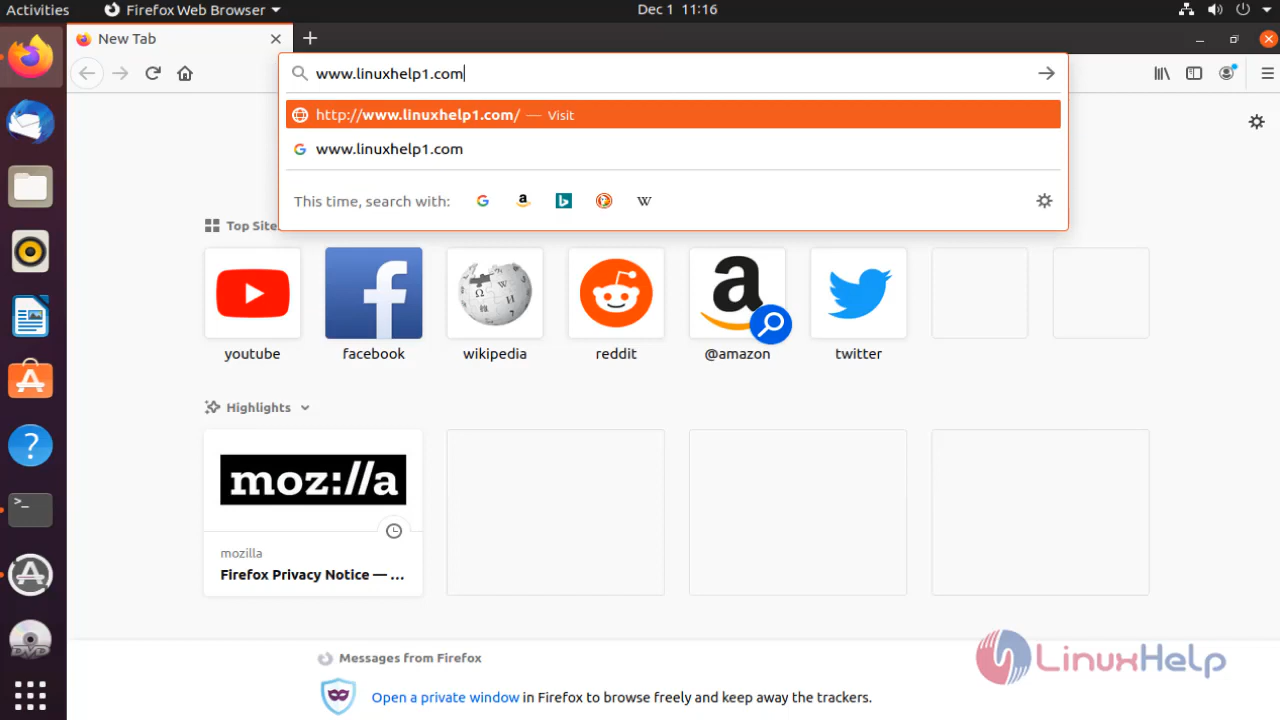 Activities
Firefox Web Browser
Dec 1 11:16
New Tab
www.linuxhelp1.com
http://www.linuxhelp1.com/ — Visit
www.linuxhelp1.com
This time, search with:
Top Site
youtube
facebook
wikipedia
reddit
@amazon
twitter
Highlights
moz://a
mozilla
Firefox Privacy Notice — ...
DVD
Messages from Firefox
Open a private window in Firefox to browse freely and keep away the trackers.
LinuxHelp